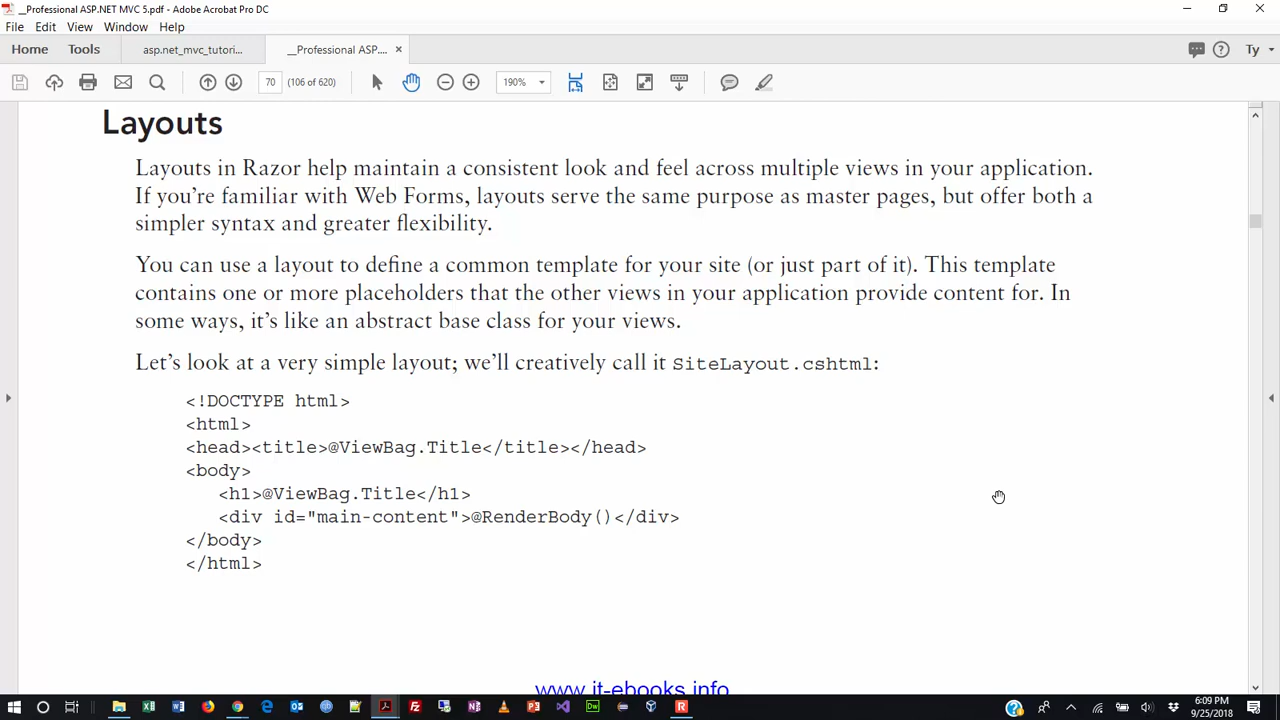 __Professional ASP.NET MVC 5.pdf - Adobe Acrobat Pro DC
File Edit View Window Help
Home Tools asp.net_mvc_tutori... __Professional ASP.... ×
Ty
70 (106 of 620) 190%
Layouts
Layouts in Razor help maintain a consistent look and feel across multiple views in your application.
If you’re familiar with Web Forms, layouts serve the same purpose as master pages, but offer both a
simpler syntax and greater flexibility.
You can use a layout to define a common template for your site (or just part of it). This template
contains one or more placeholders that the other views in your application provide content for. In
some ways, it’s like an abstract base class for your views.
Let’s look at a very simple layout; we’ll creatively call it SiteLayout.cshtml:
<!DOCTYPE html>
<html>
<head><title>@ViewBag.Title</title></head>
<body>
<h1>@ViewBag.Title</h1>
<div id="main-content">@RenderBody()</div>
</body>
</html>
www.it-ebooks.info
6:09 PM
9/25/2018